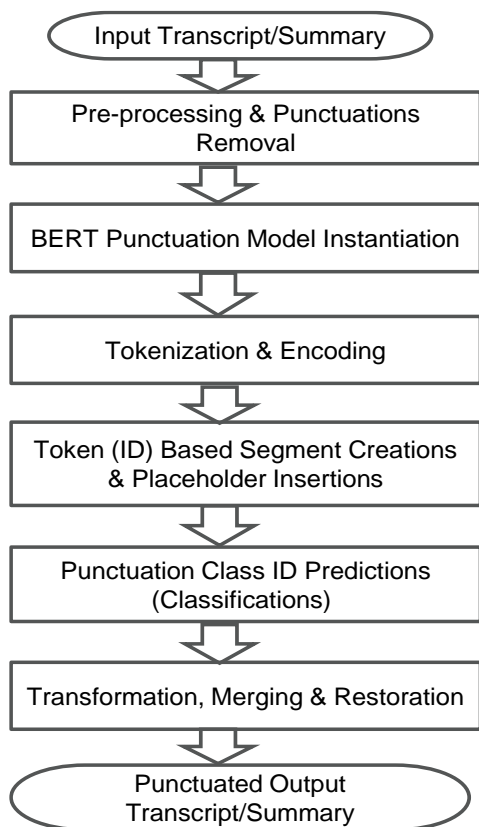 Input Transcript/Summary
Pre-processing & Punctuations
Removal
BERT Punctuation Model Instantiation
Tokenization & Encoding
Token (ID) Based Segment Creations
& Placeholder Insertions
Punctuation Class ID Predictions
(Classifications)
Transformation, Merging & Restoration
Punctuated Output
Transcript/Summary